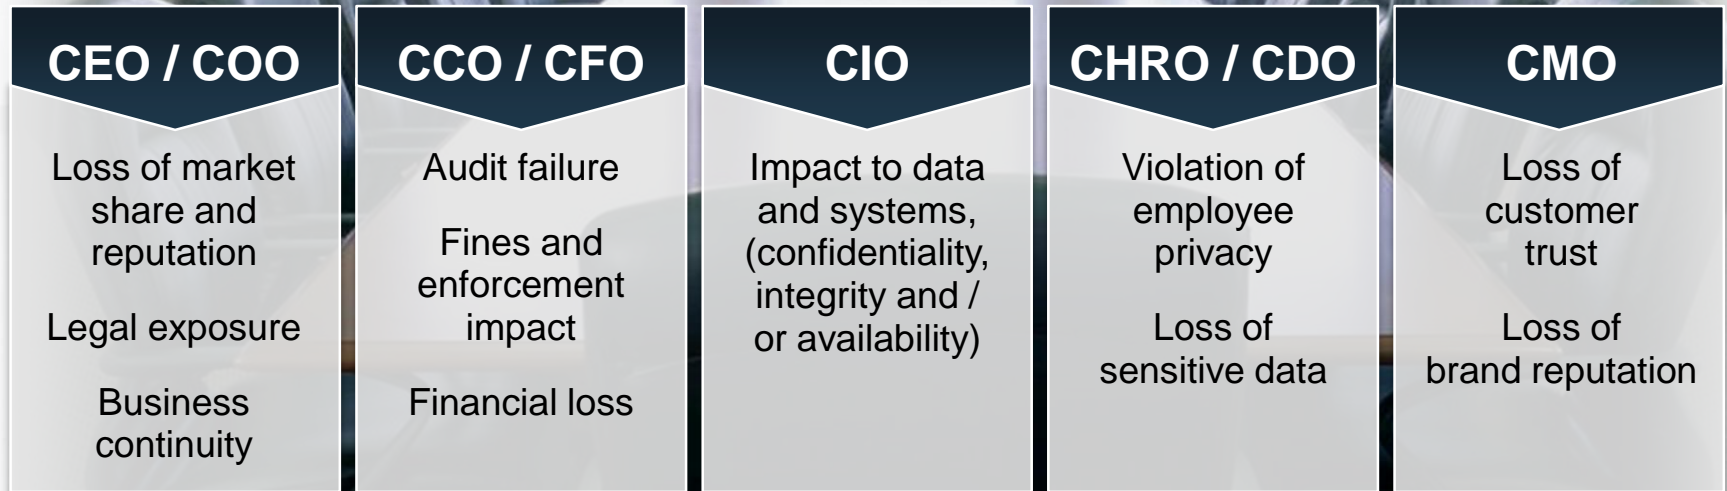 CEO / COO
Loss of market
share and
reputation
Legal exposure
Business
continuity
CCO / CFO
Audit failure
Fines and
enforcement
impact
Financial loss
CIO
Impact to data
and systems,
(confidentiality,
integrity and /
or availability)
CHRO / CDO
Violation of
employee
privacy
Loss of
sensitive data
CMO
Loss of
customer
trust
Loss of
brand reputation